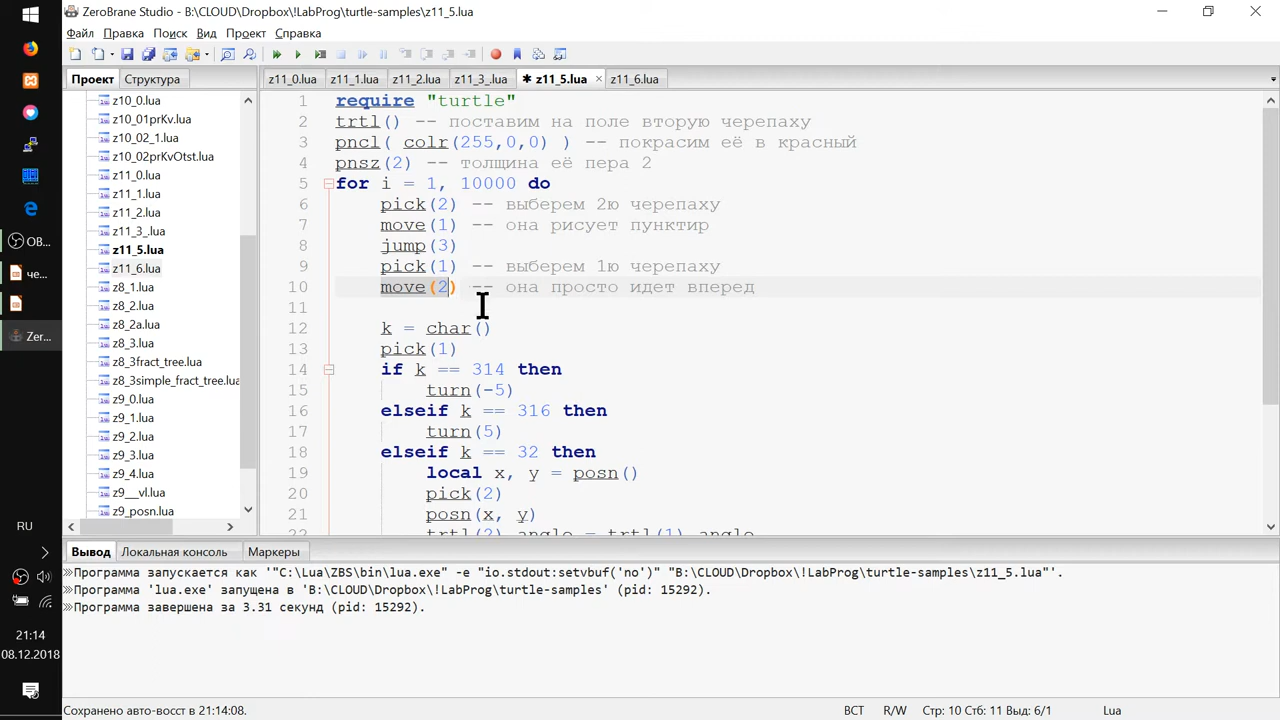 ZeroBrane Studio - B:\CLOUD\Dropbox\!LabProg\turtle-samples\z11_5.lua
Файл Правка Поиск Вид Проект Справка
Проект Структура
z11_0.lua z11_1.lua z11_2.lua z11_3_.lua ✱ z11_5.lua × z11_6.lua
z10_0.lua
z10_01prKv.lua
z10_02_1.lua
z10_02prKvOtst.lua
z11_0.lua
z11_1.lua
z11_2.lua
z11_3_.lua
z11_5.lua
z11_6.lua
z8_1.lua
z8_2.lua
z8_2a.lua
z8_3.lua
z8_3fract_tree.lua
z8_3simple_fract_tree.lua
z9_0.lua
z9_1.lua
z9_2.lua
z9_3.lua
z9_4.lua
z9__vl.lua
z9_posn.lua
1 require "turtle"
2 trtl() -- поставим на поле вторую черепаху
3 pncl( colr(255,0,0) ) -- покрасим её в красный
4 pnsz(2) -- толщина её пера 2
5 for i = 1, 10000 do
6 pick(2) -- выберем 2ю черепаху
7 move(1) -- она рисует пунктир
8 jump(3)
9 pick(1) -- выберем 1ю черепаху
10 move(2) -- она просто идет вперед
11
12 k = char()
13 pick(1)
14 if k == 314 then
15 turn(-5)
16 elseif k == 316 then
17 turn(5)
18 elseif k == 32 then
19 local x, y = posn()
20 pick(2)
21 posn(x, y)
22 trtl(2).angle = trtl(1).angle
Вывод Локальная консоль Маркеры
Программа запускается как '"C:\Lua\ZBS\bin\lua.exe" -e "io.stdout:setvbuf('no')" "B:\CLOUD\Dropbox\!LabProg\turtle-samples\z11_5.lua"'.
Программа 'lua.exe' запущена в 'B:\CLOUD\Dropbox\!LabProg\turtle-samples' (pid: 15292).
Программа завершена за 3.31 секунд (pid: 15292).
Сохранено авто-восст в 21:14:08. ВСТ R/W Стр: 10 Стб: 11 Выд: 6/1 Lua
OB...
че...
Zer...
RU
21:14
08.12.2018